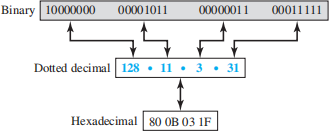 Binary 10000000 00001011 00000011 00011111
Dotted decimal 128 • 11 • 3 • 31
Hexadecimal 80 0B 03 1F